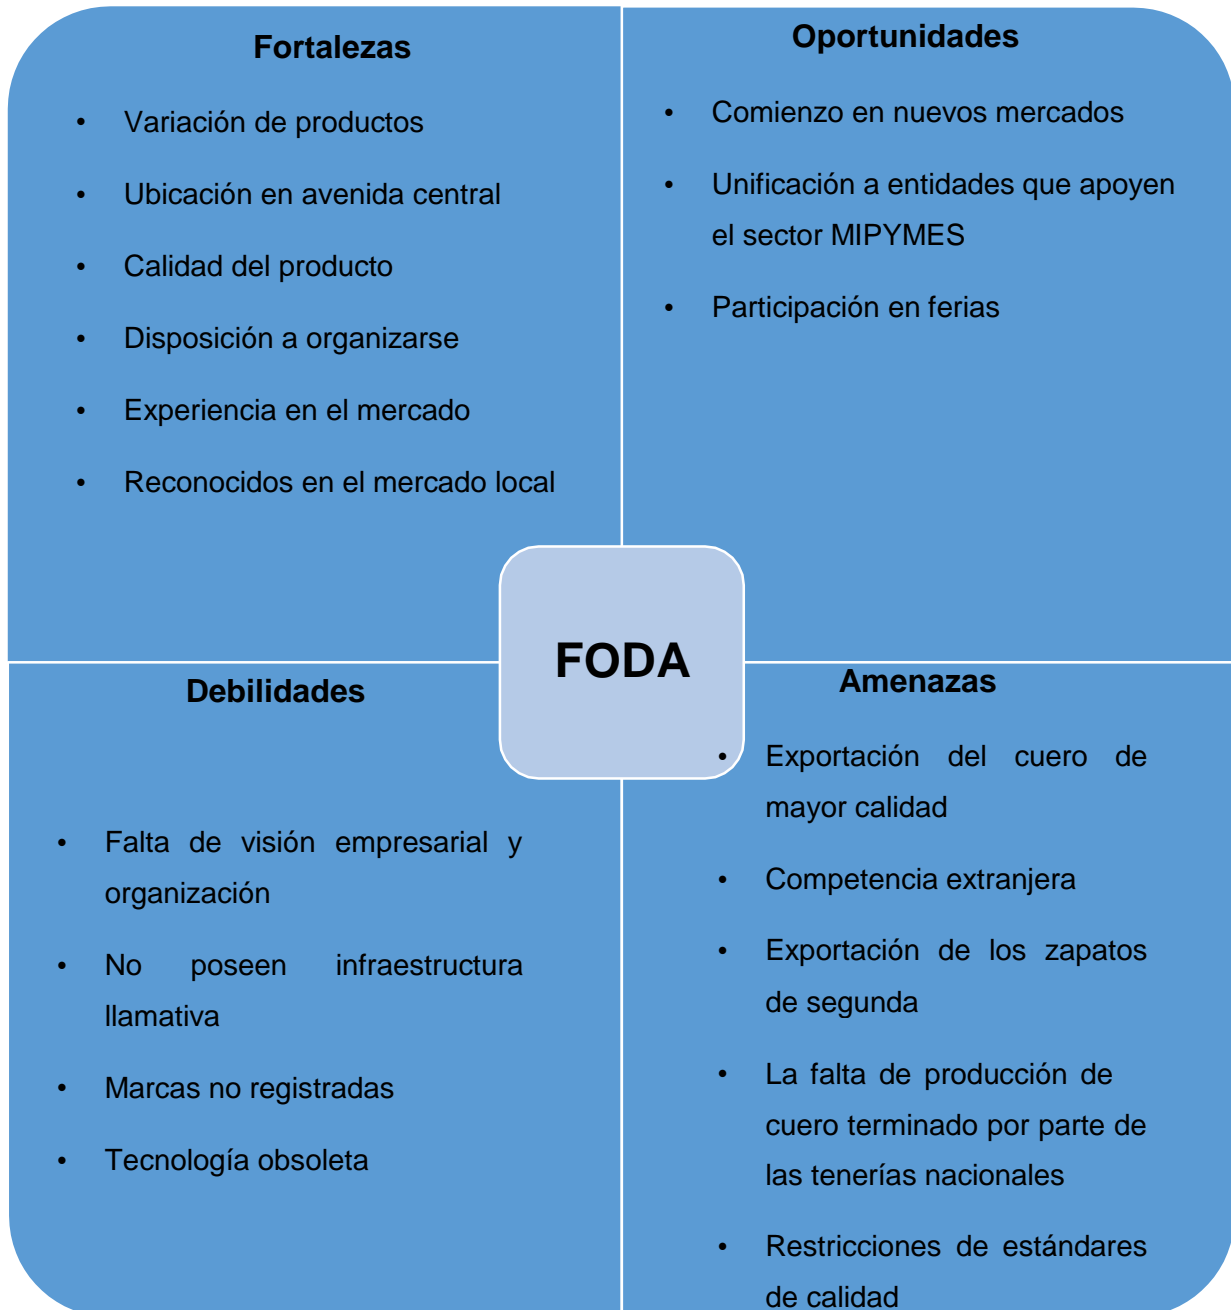 Fortalezas
• Variación de productos
• Ubicación en avenida central
• Calidad del producto
• Disposición a organizarse
• Experiencia en el mercado
• Reconocidos en el mercado local
Oportunidades
• Comienzo en nuevos mercados
• Unificación a entidades que apoyen
el sector MIPYMES
• Participación en ferias
FODA
Debilidades
• Falta de visión empresarial y
organización
• No poseen infraestructura
llamativa
• Marcas no registradas
• Tecnología obsoleta
Amenazas
• Exportación del cuero de
mayor calidad
• Competencia extranjera
• Exportación de los zapatos
de segunda
• La falta de producción de
cuero terminado por parte de
las tenerías nacionales
• Restricciones de estándares
de calidad